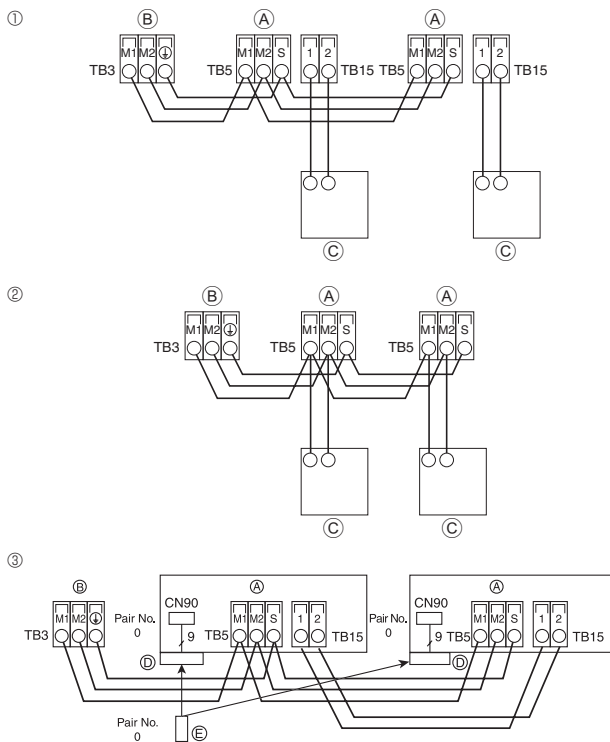 ①
Ⓑ Ⓐ Ⓐ
M1 M2 ⏚ M1 M2 S 1 2 M1 M2 S 1 2
TB3 TB5 TB15 TB5 TB15
Ⓒ Ⓒ
②
Ⓑ Ⓐ Ⓐ
M1 M2 ⏚ M1 M2 S M1 M2 S
TB3 TB5 TB5
Ⓒ Ⓒ
③
Ⓑ Ⓐ Ⓐ
CN90 CN90
M1 M2 ⏚ M1 M2 S 1 2 M1 M2 S 1 2
Pair No. Pair No.
0 0
TB3 9 TB5 TB15 9 TB5 TB15
Ⓓ Ⓓ
Pair No.
0
Ⓔ